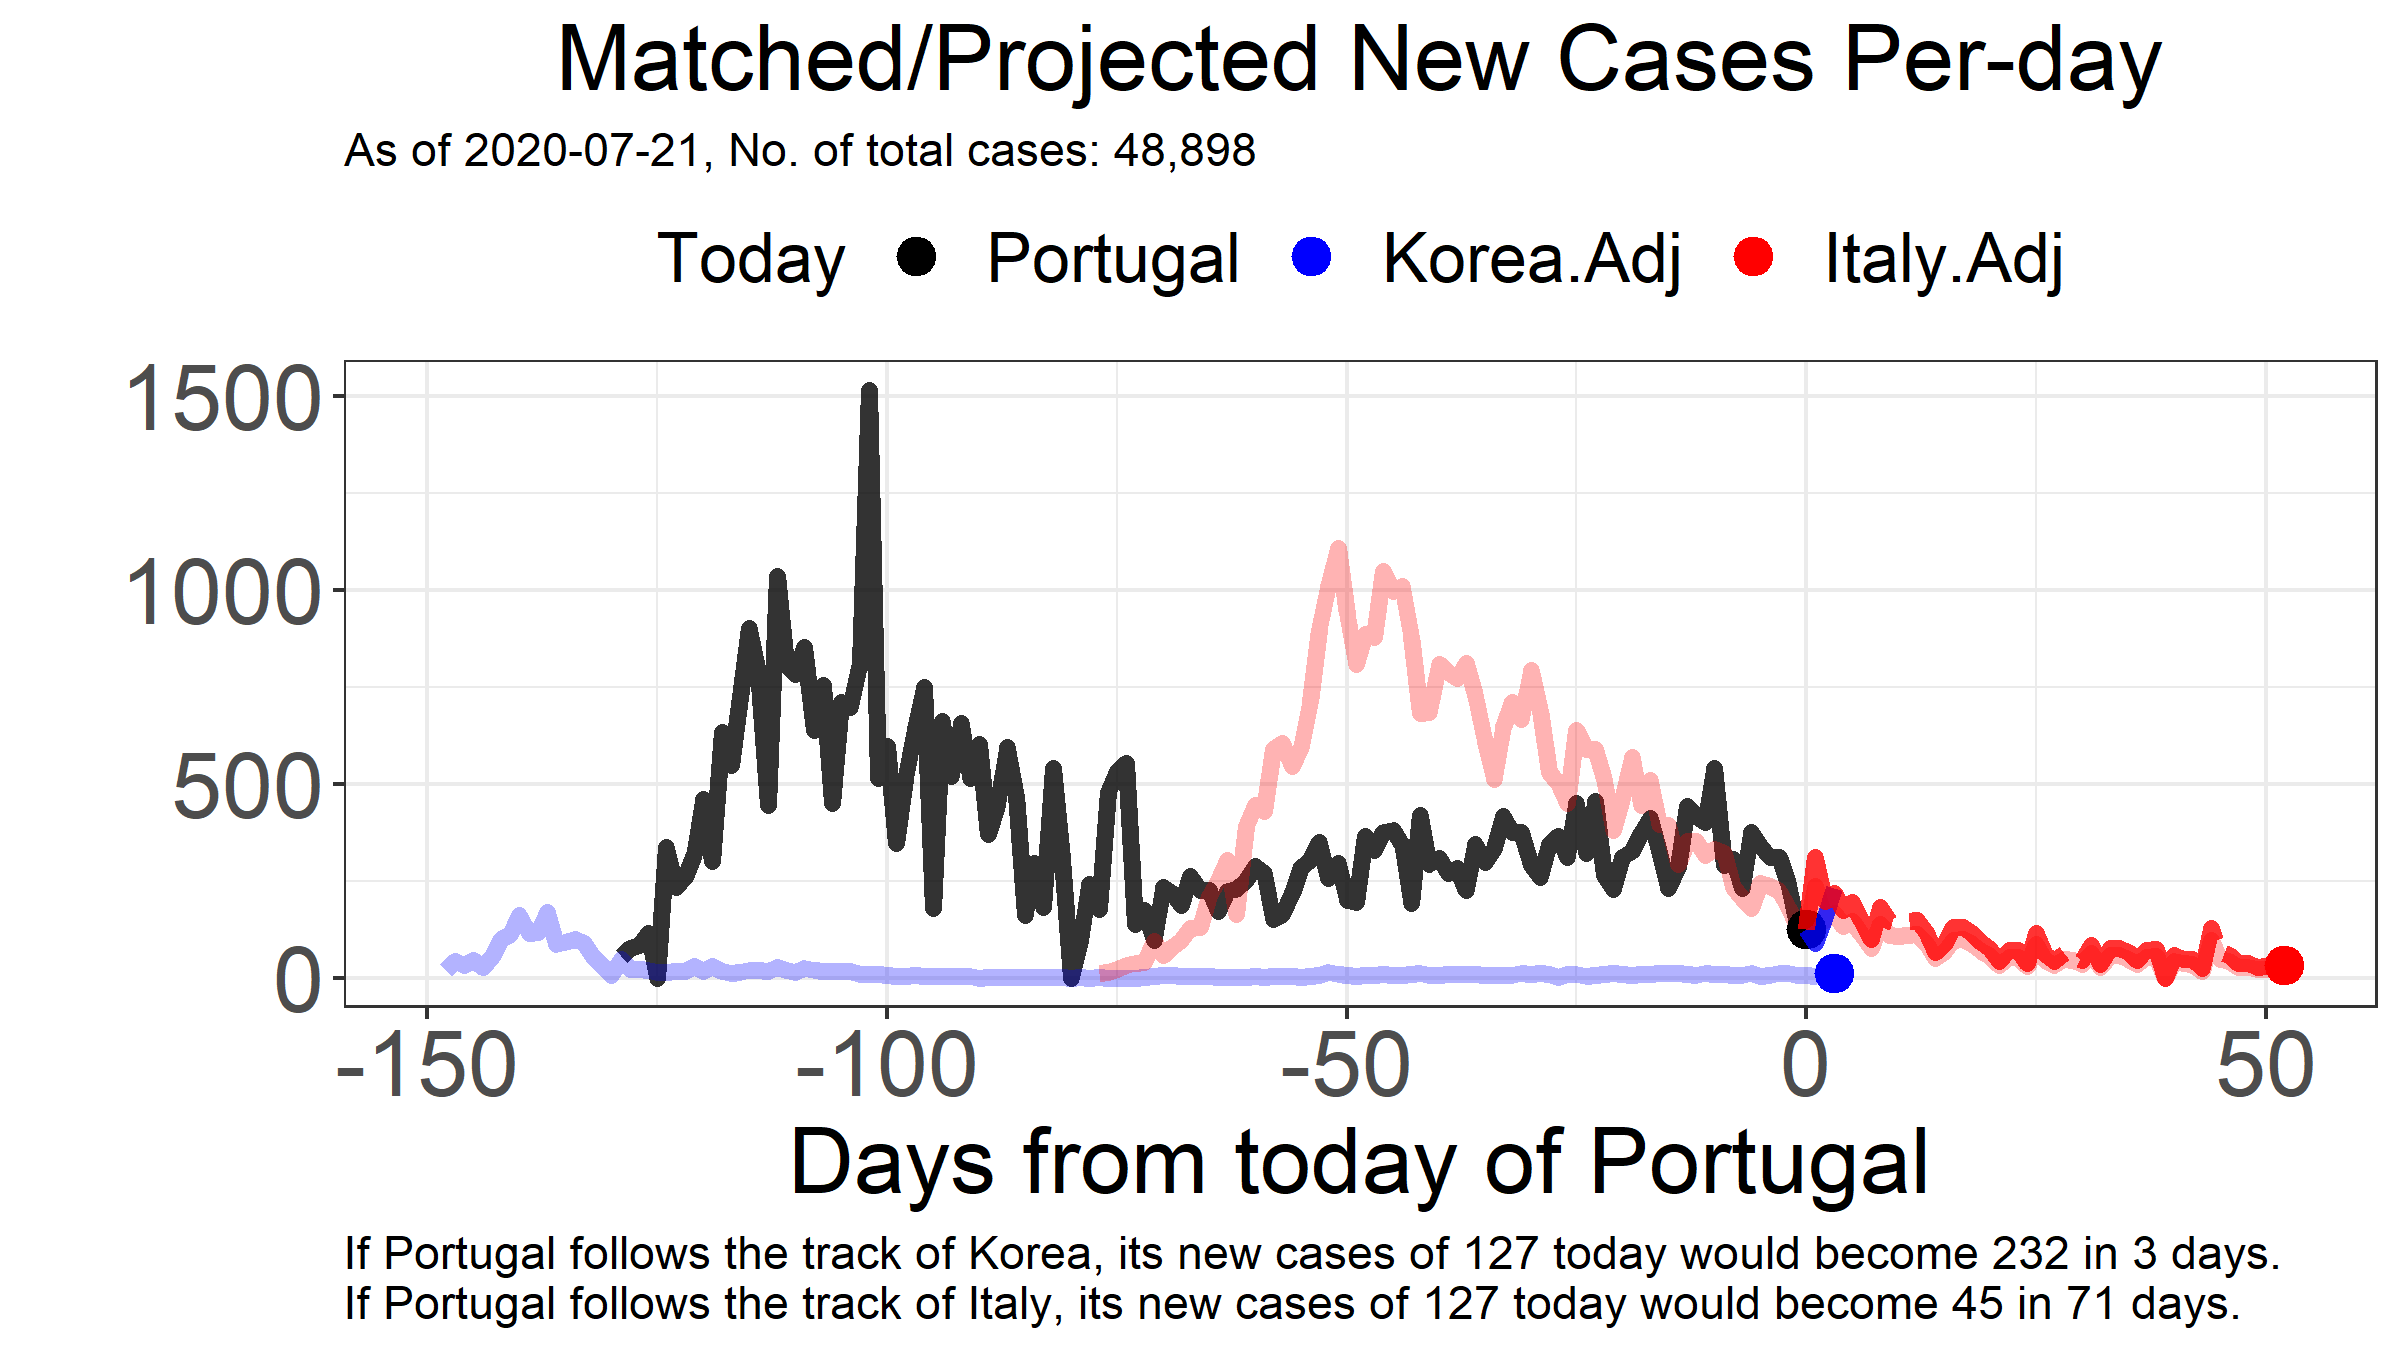 Matched/Projected New Cases Per-day
As of 2020-07-21, No. of total cases: 48,898
Today Portugal Korea.Adj Italy.Adj
1500
1000
500
0
-150 -100 -50 0 50
Days from today of Portugal
If Portugal follows the track of Korea, its new cases of 127 today would become 232 in 3 days.
If Portugal follows the track of Italy, its new cases of 127 today would become 45 in 71 days.